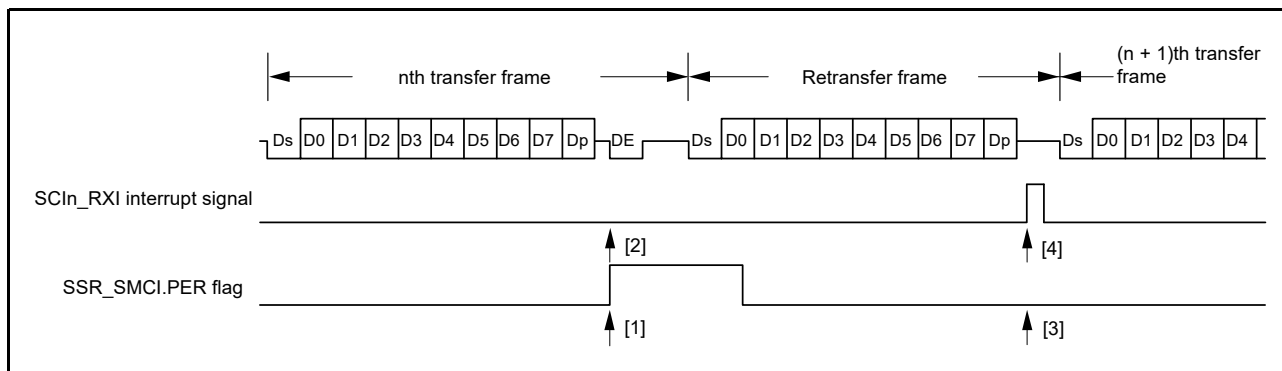 (n + 1)th transfer
nth transfer frame Retransfer frame frame
Ds D0 D1 D2 D3 D4 D5 D6 D7 Dp DE Ds D0 D1 D2 D3 D4 D5 D6 D7 Dp Ds D0 D1 D2 D3 D4
SCIn_RXI interrupt signal
[2] [4]
SSR_SMCI.PER flag
[1] [3]